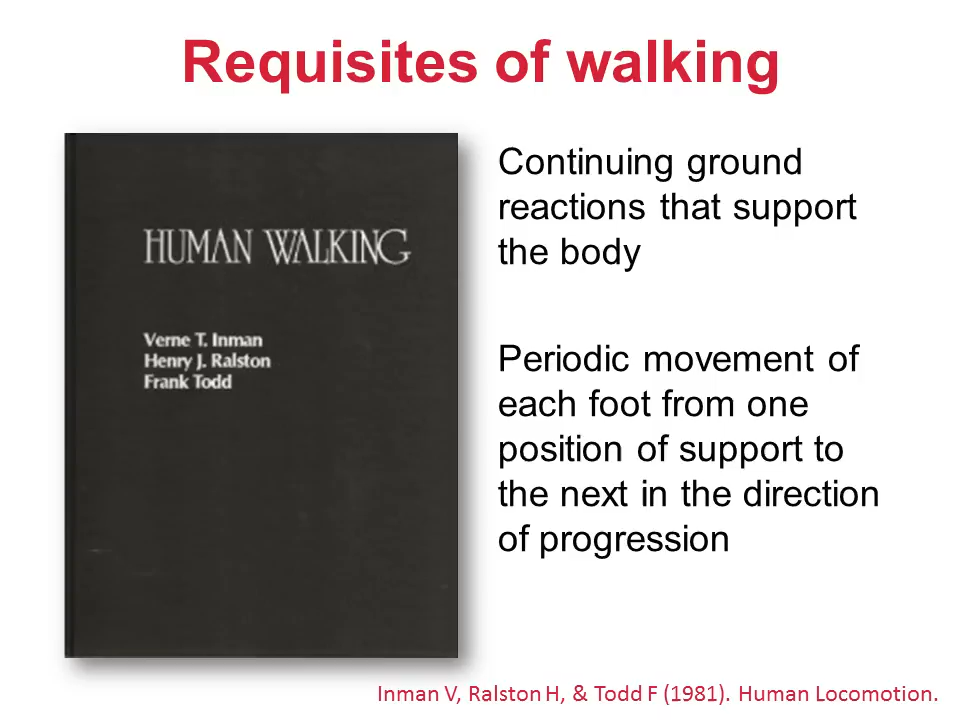 Requisites of walking
HUMAN WALKING
Verne T. Inman
Henry J. Ralston
Frank Todd
Continuing ground
reactions that support
the body
Periodic movement of
each foot from one
position of support to
the next in the direction
of progression
Inman V, Ralston H, & Todd F (1981). Human Locomotion.